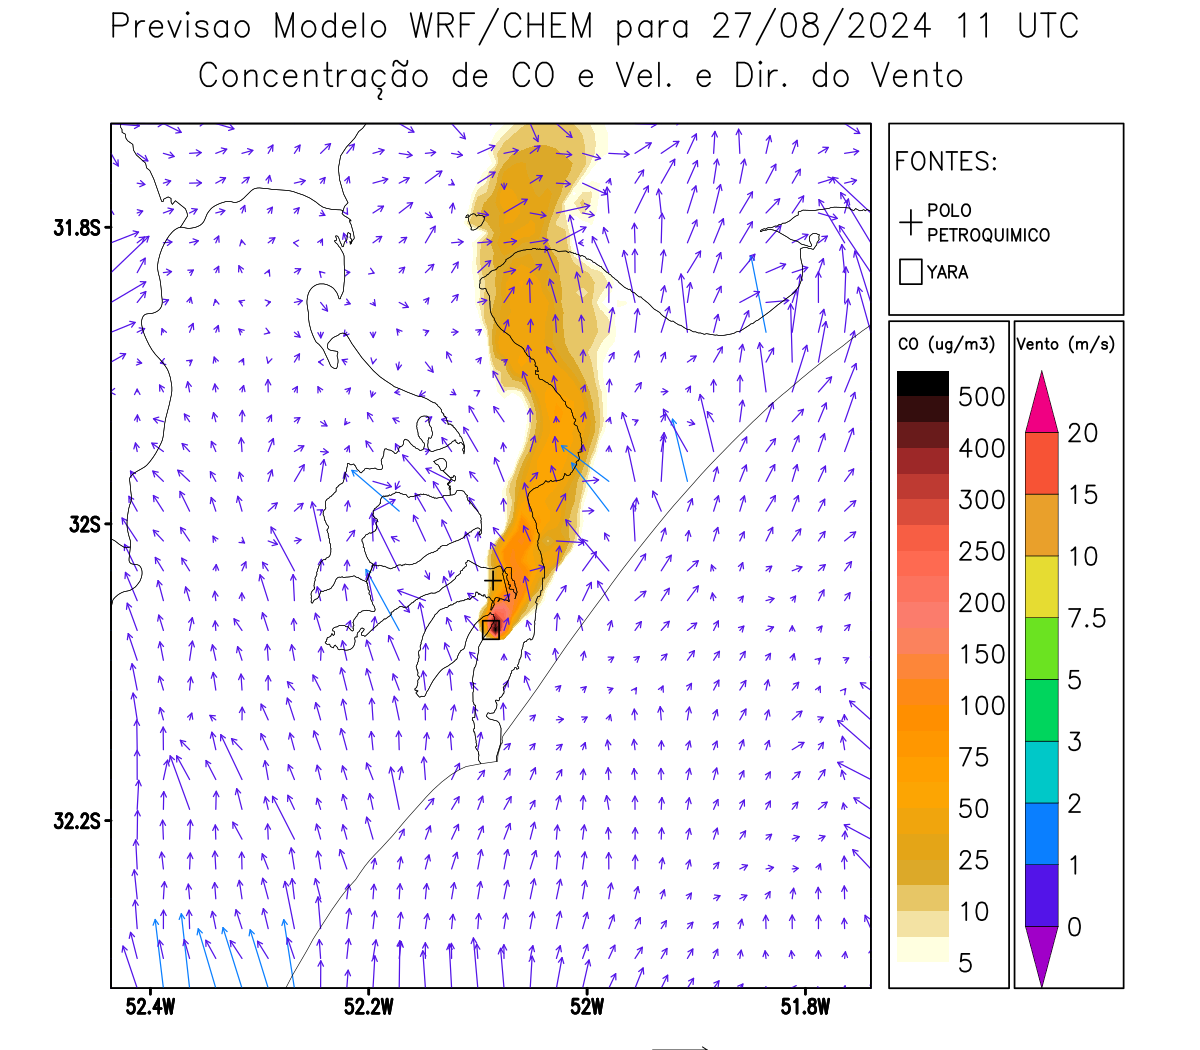 Previsao Modelo WRF/CHEM para 27/08/2024 11 UTC
Concentração de CO e Vel. e Dir. do Vento
FONTES:
POLO
PETROQUIMICO
YARA
CO (ug/m3)
500
400
300
250
200
150
100
75
50
25
10
5
Vento (m/s)
20
15
10
7.5
5
3
2
1
0
31.8S
32S
32.2S
52.4W 52.2W 52W 51.8W